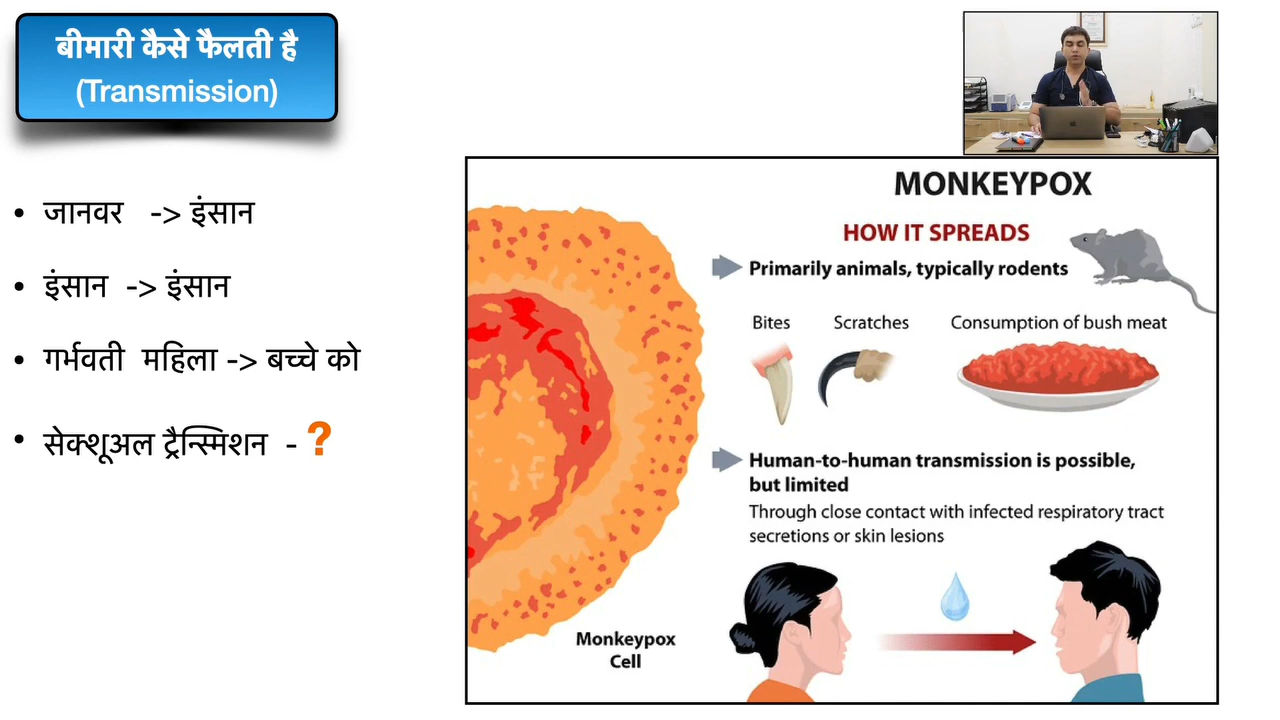 बीमारी कैसे फैलती है
(Transmission)
• जानवर -> इंसान
• इंसान -> इंसान
• गर्भवती महिला -> बच्चे को
• सेक्शूअल ट्रैन्स्मिशन - ?
MONKEYPOX
HOW IT SPREADS
Primarily animals, typically rodents
Bites Scratches Consumption of bush meat
Human-to-human transmission is possible,
but limited
Through close contact with infected respiratory tract
secretions or skin lesions
Monkeypox
Cell